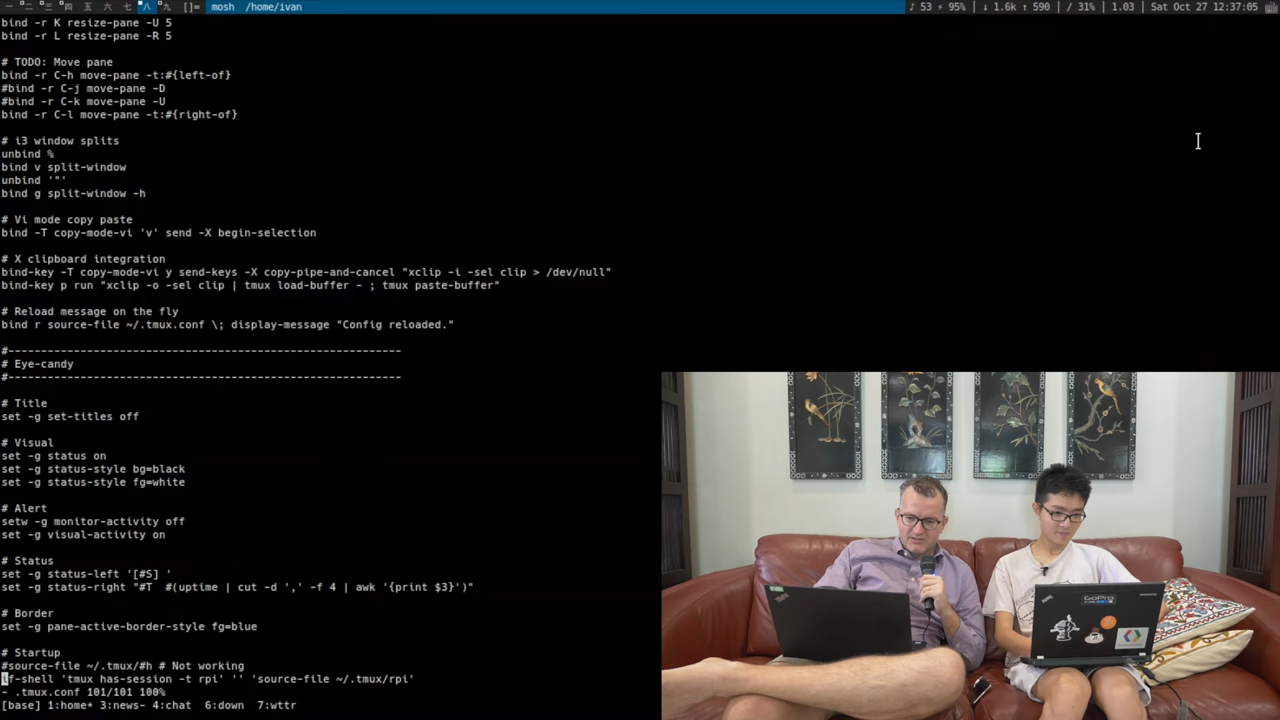 一 二 三 四 五 六 七 八 九 []= mosh /home/ivan ♪ 53 ⚡ 95% | ↓ 1.6k ↑ 590 | / 31% | 1.03 | Sat Oct 27 12:37:05
bind -r K resize-pane -U 5
bind -r L resize-pane -R 5
# TODO: Move pane
bind -r C-h move-pane -t:#{left-of}
#bind -r C-j move-pane -D
#bind -r C-k move-pane -U
bind -r C-l move-pane -t:#{right-of}
# i3 window splits
unbind %
bind v split-window
unbind '"'
bind g split-window -h
# Vi mode copy paste
bind -T copy-mode-vi 'v' send -X begin-selection
# X clipboard integration
bind-key -T copy-mode-vi y send-keys -X copy-pipe-and-cancel "xclip -i -sel clip > /dev/null"
bind-key p run "xclip -o -sel clip | tmux load-buffer - ; tmux paste-buffer"
# Reload message on the fly
bind r source-file ~/.tmux.conf \; display-message "Config reloaded."
#-------------------------------------------------------------
# Eye-candy
#-------------------------------------------------------------
# Title
set -g set-titles off
# Visual
set -g status on
set -g status-style bg=black
set -g status-style fg=white
# Alert
setw -g monitor-activity off
setw -g visual-activity on
# Status
set -g status-left '[#S] '
set -g status-right "#T  #(uptime | cut -d ',' -f 4 | awk '{print $3}')"
# Border
set -g pane-active-border-style fg=blue
# Startup
#source-file ~/.tmux/#h # Not working
if-shell 'tmux has-session -t rpi' '' 'source-file ~/.tmux/rpi'
- .tmux.conf 101/101 100%
[base] 1:home* 3:news- 4:chat  6:down  7:wttr
GoPro